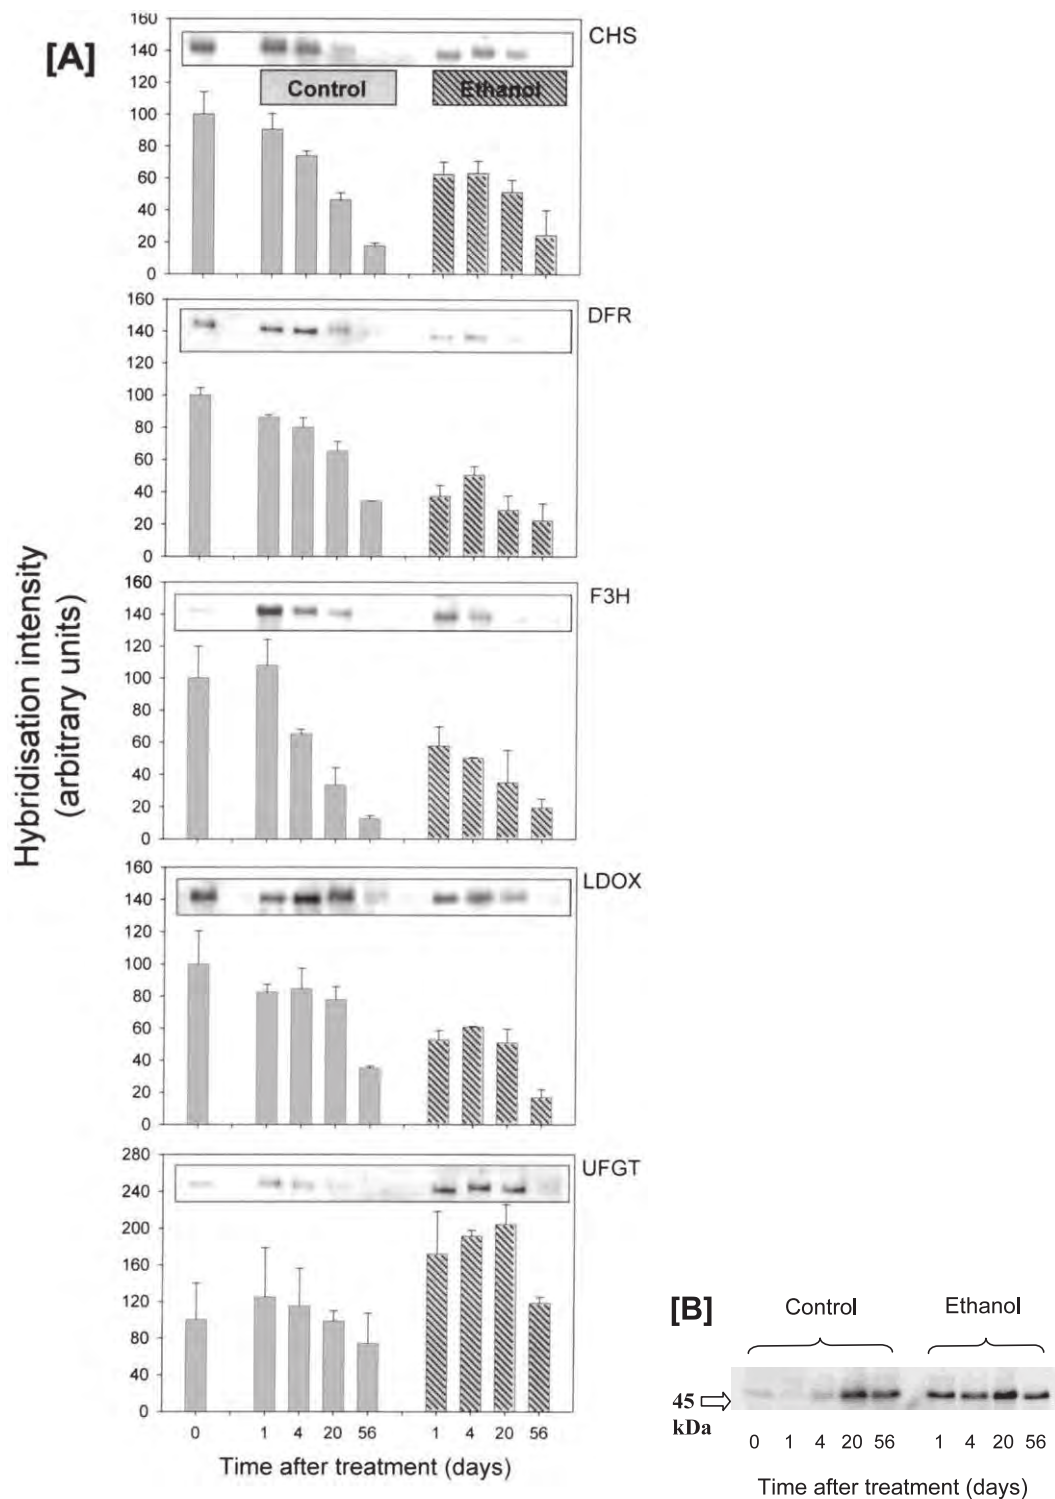 [A]
Hybridisation intensity
(arbitrary units)
160
140
120
100
80
60
40
20
0
CHS
Control
Ethanol
160
140
120
100
80
60
40
20
0
DFR
160
140
120
100
80
60
40
20
0
F3H
160
140
120
100
80
60
40
20
0
LDOX
280
240
200
160
120
80
40
0
UFGT
0 1 4 20 56 1 4 20 56
Time after treatment (days)
[B]
Control Ethanol
45
kDa
0 1 4 20 56 1 4 20 56
Time after treatment (days)